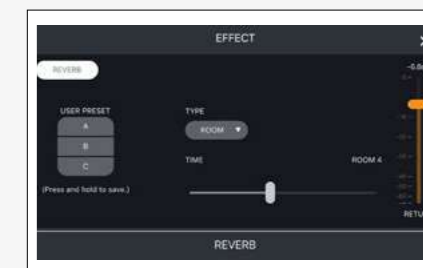 EFFECT
REVERB
USER PRESET
A
B
C
(Press and hold to save.)
TYPE
ROOM ▼
TIME
ROOM 4
REVERB